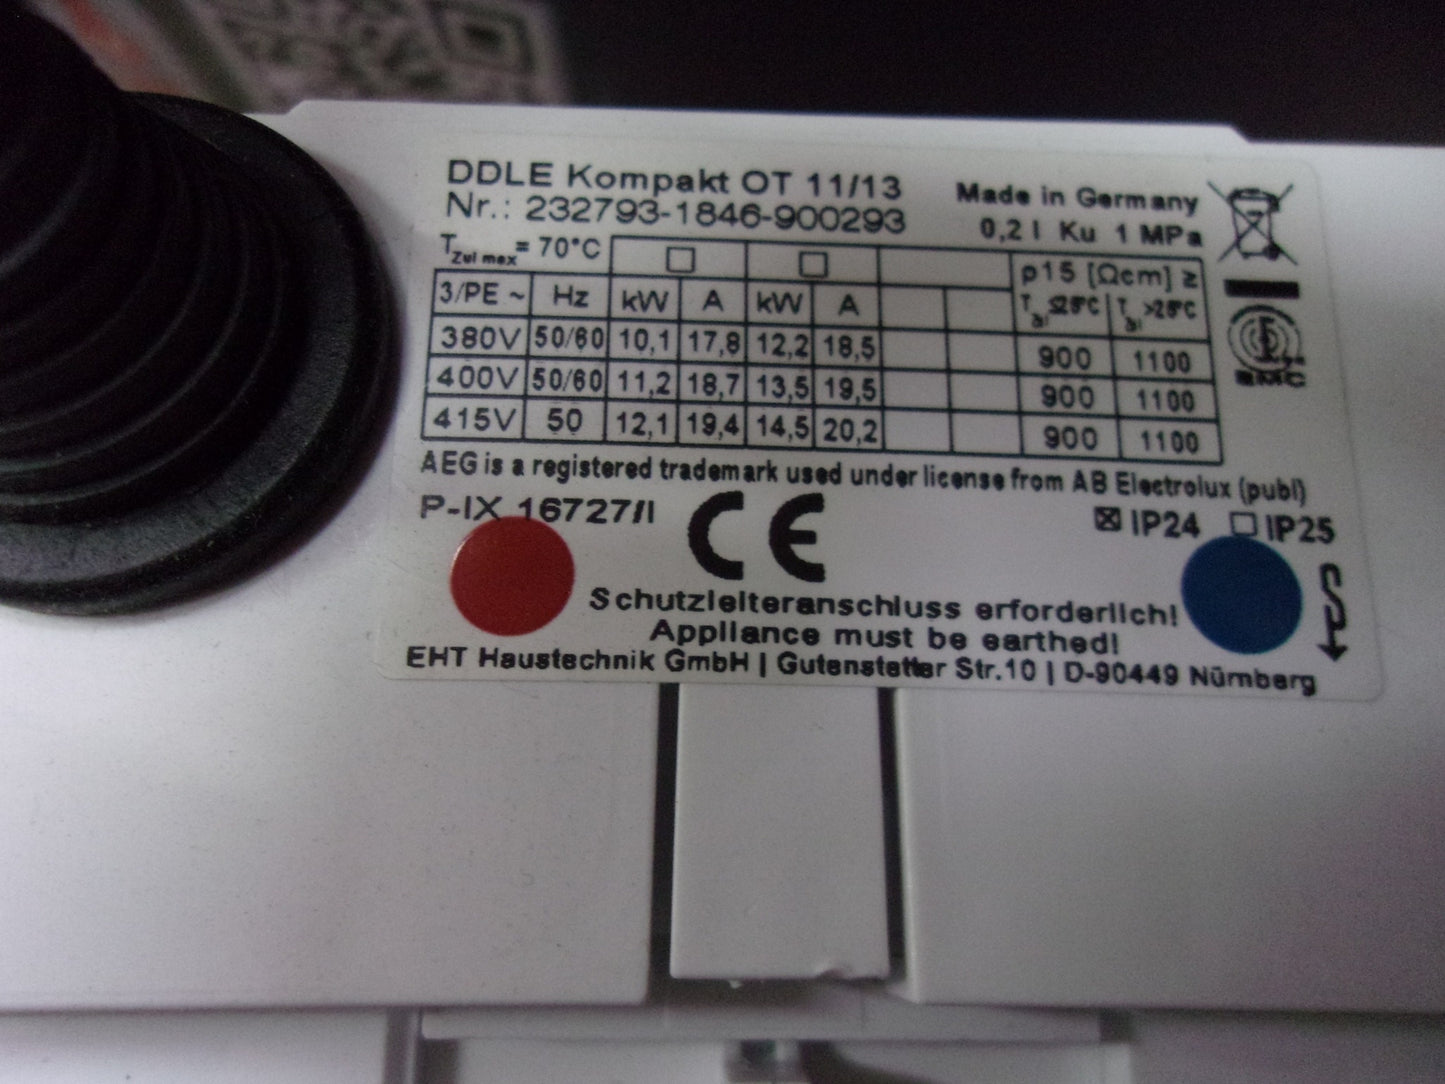 DDLE Kompakt OT 11/13
Nr.: 232793-1846-900293
Made in Germany
0,2 l Ku 1 MPa
TZul max= 70°C ☐ ☐ ρ15 [Ωcm] ≥
3/PE ~ Hz kW A kW A T ≤25°C T >25°C
380V 50/60 10,1 17,8 12,2 18,5 900 1100
400V 50/60 11,2 18,7 13,5 19,5 900 1100
415V 50 12,1 19,4 14,5 20,2 900 1100
AEG is a registered trademark used under license from AB Electrolux (publ)
P-IX 16727/I CE ☒ IP24 ☐ IP25
Schutzleiteranschluss erforderlich!
Appliance must be earthed!
EHT Haustechnik GmbH | Gutenstetter Str.10 | D-90449 Nürnberg